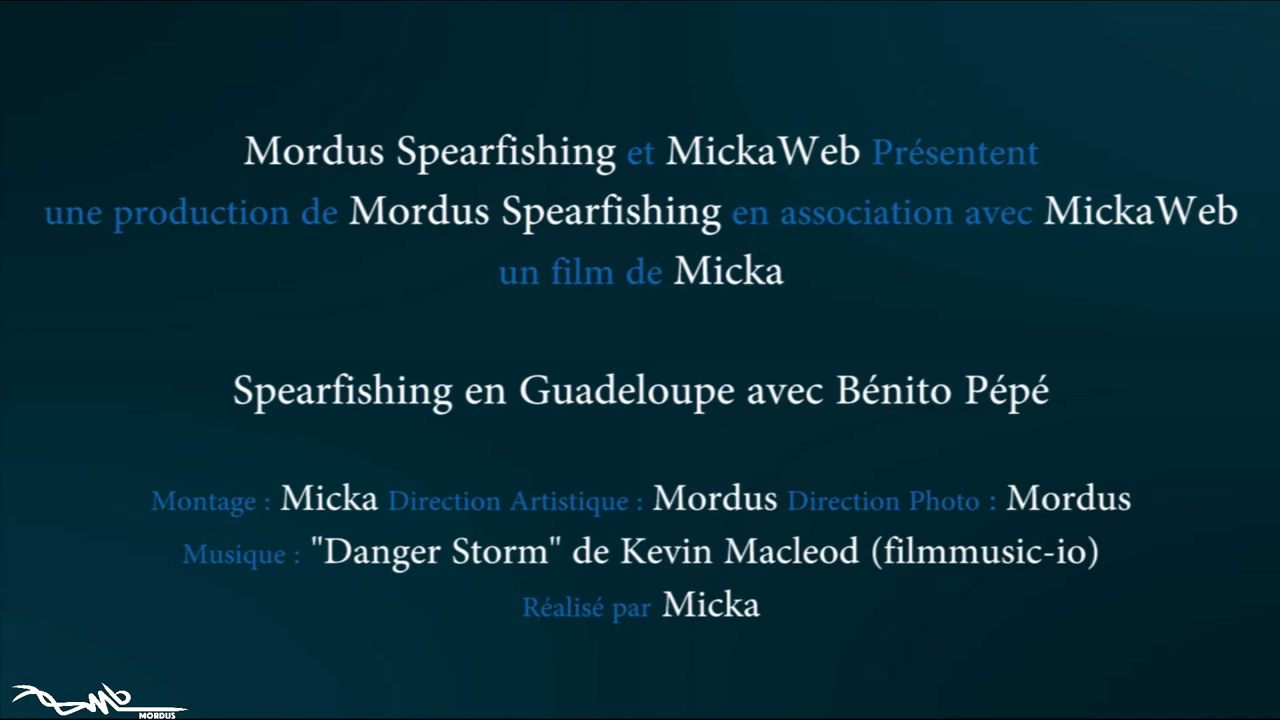 Mordus Spearfishing et MickaWeb Présentent
une production de Mordus Spearfishing en association avec MickaWeb
un film de Micka
Spearfishing en Guadeloupe avec Bénito Pépé
Montage : Micka Direction Artistique : Mordus Direction Photo : Mordus
Musique : "Danger Storm" de Kevin Macleod (filmmusic-io)
Réalisé par Micka
MORDUS